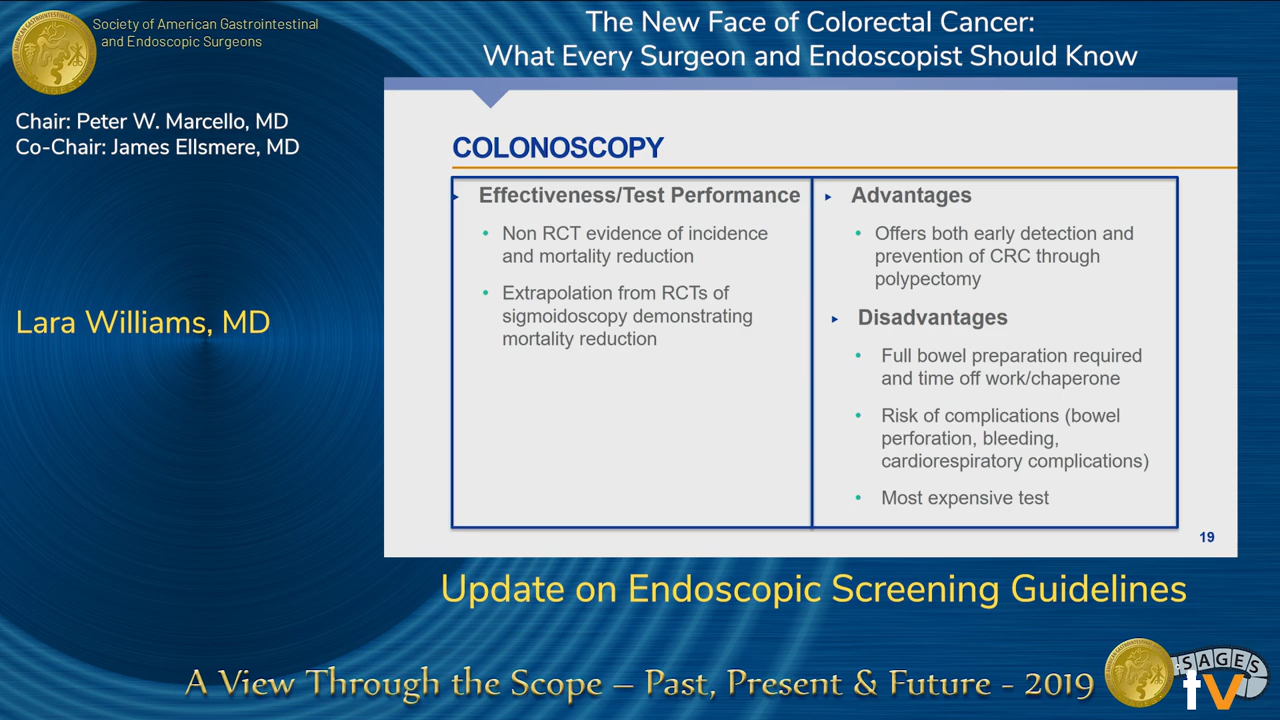 Society of American Gastrointestinal
and Endoscopic Surgeons
The New Face of Colorectal Cancer:
What Every Surgeon and Endoscopist Should Know
Chair: Peter W. Marcello, MD
Co-Chair: James Ellsmere, MD
Lara Williams, MD
COLONOSCOPY
Effectiveness/Test Performance
• Non RCT evidence of incidence
and mortality reduction
• Extrapolation from RCTs of
sigmoidoscopy demonstrating
mortality reduction
Advantages
• Offers both early detection and
prevention of CRC through
polypectomy
Disadvantages
• Full bowel preparation required
and time off work/chaperone
• Risk of complications (bowel
perforation, bleeding,
cardiorespiratory complications)
• Most expensive test
19
Update on Endoscopic Screening Guidelines
A View Through the Scope – Past, Present & Future - 2019
SAGES
tv